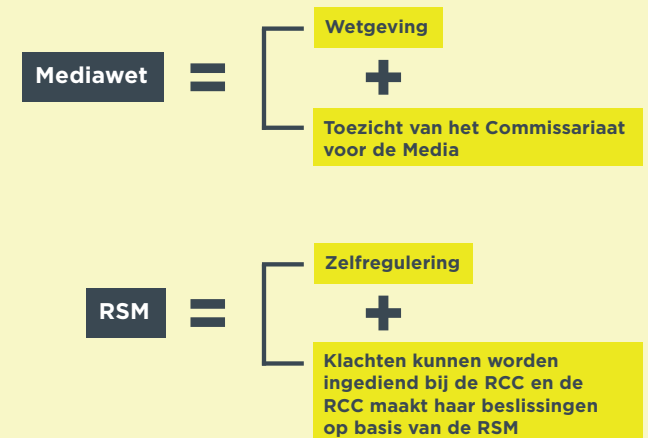 Mediawet
=
Wetgeving
+
Toezicht van het Commissariaat
voor de Media
RSM
=
Zelfregulering
+
Klachten kunnen worden
ingediend bij de RCC en de
RCC maakt haar beslissingen
op basis van de RSM